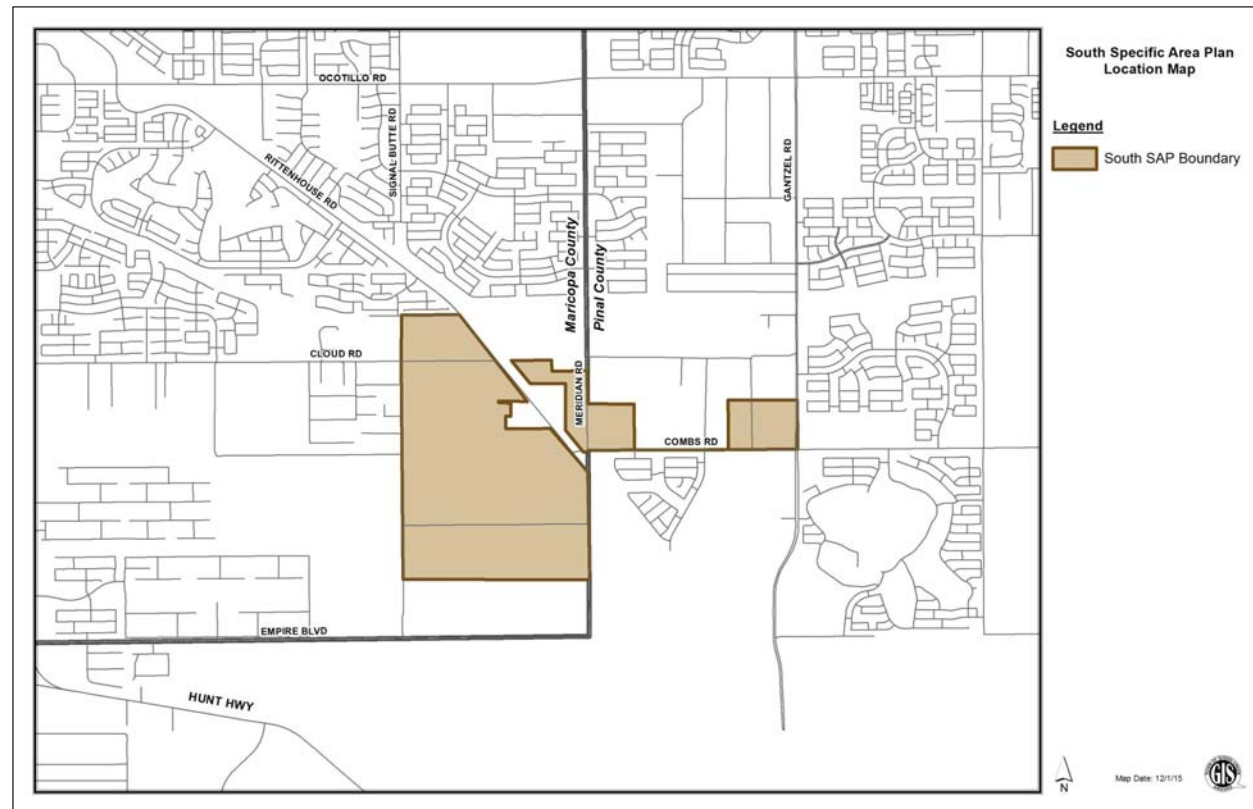 South Specific Area Plan
Location Map
Legend
South SAP Boundary
OCOTILLO RD
SIGNAL BUTTE RD
RITTENHOUSE RD
GANTZEL RD
Maricopa County
Pinal County
CLOUD RD
MERIDIAN RD
COMBS RD
EMPIRE BLVD
HUNT HWY
N
Map Date: 12/1/15
GIS